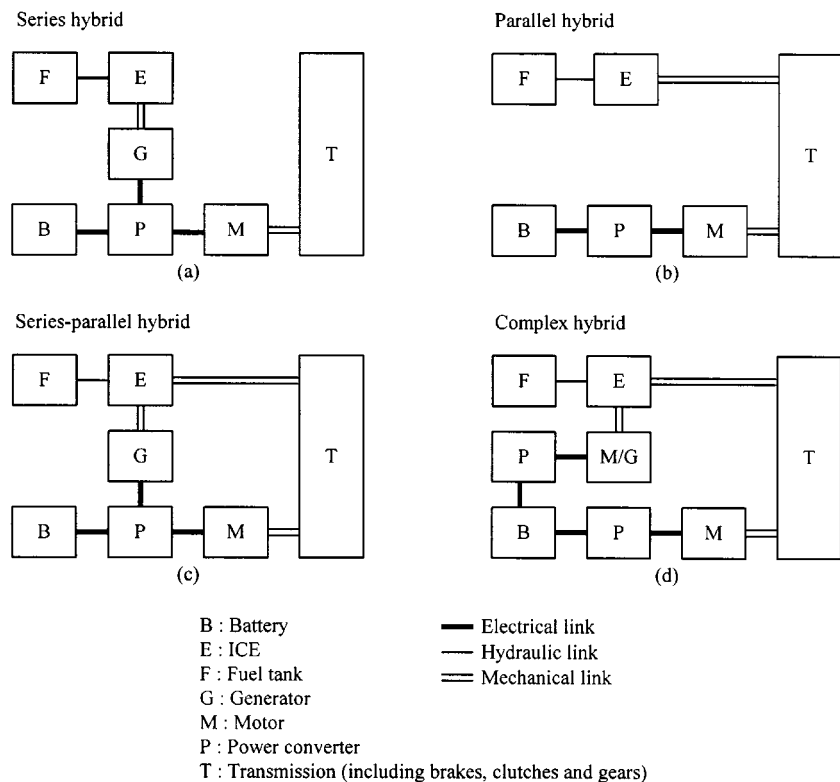 Series hybrid
F
E
G
T
B
P
M
(a)
Parallel hybrid
F
E
T
B
P
M
(b)
Series-parallel hybrid
F
E
G
T
B
P
M
(c)
Complex hybrid
F
E
P
M/G
T
B
P
M
(d)
B : Battery
E : ICE
F : Fuel tank
G : Generator
M : Motor
P : Power converter
T : Transmission (including brakes, clutches and gears)
Electrical link
Hydraulic link
Mechanical link